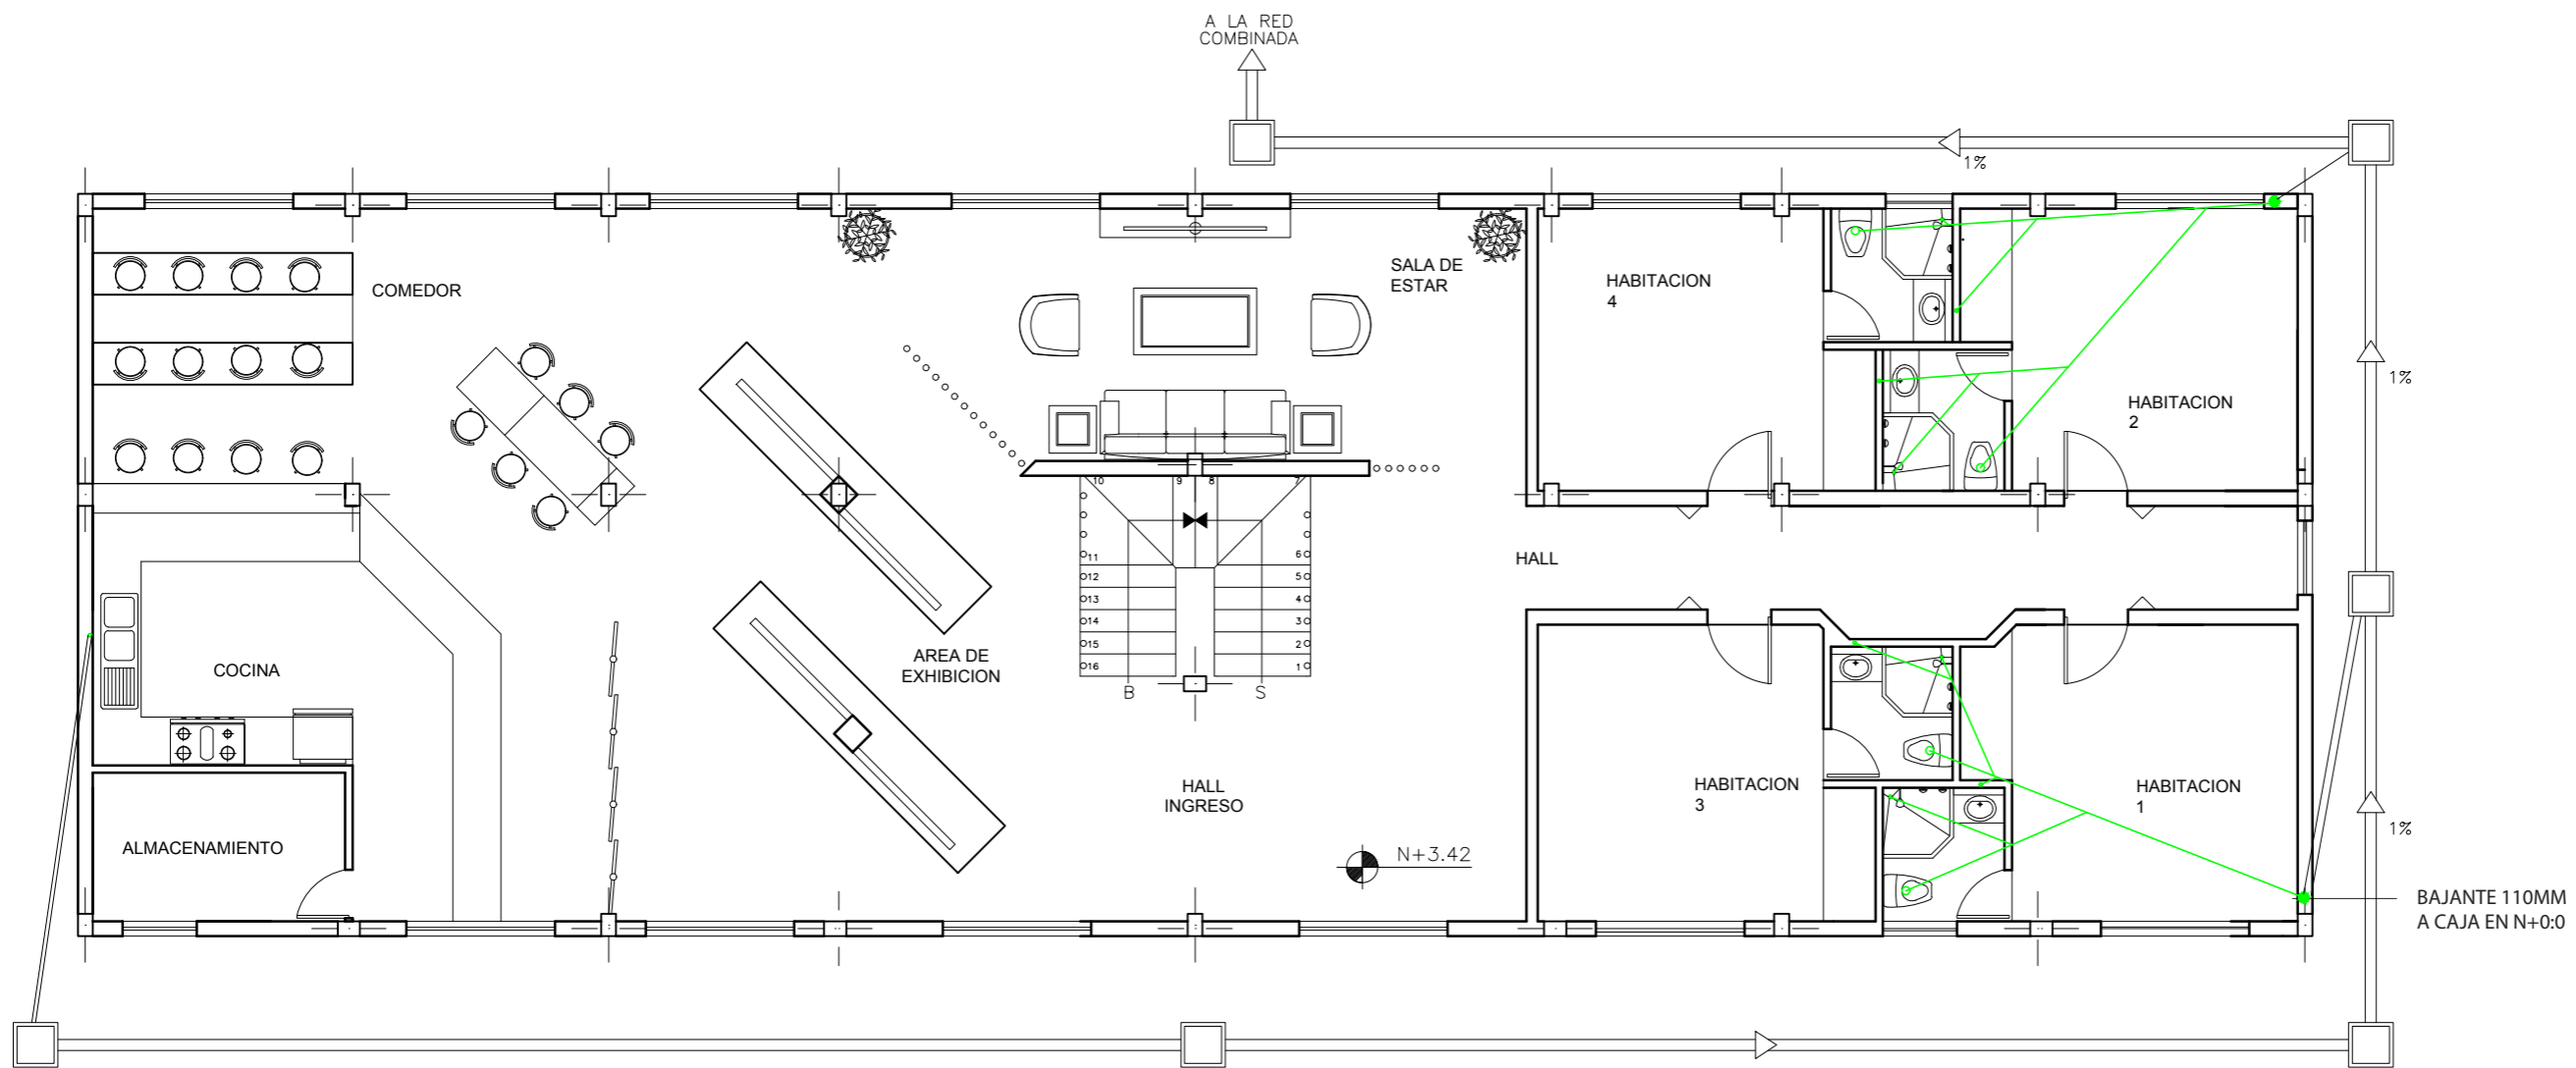 A LA RED
COMBINADA
1%
SALA DE
ESTAR
HABITACION
4
COMEDOR
1%
HABITACION
2
10
9
8
7
HALL
11
6
12
5
13
4
14
3
15
2
16
1
B
S
COCINA
AREA DE
EXHIBICION
HABITACION
3
HABITACION
1
HALL
INGRESO
1%
ALMACENAMIENTO
N+3.42
BAJANTE 110MM
A CAJA EN N+0:0